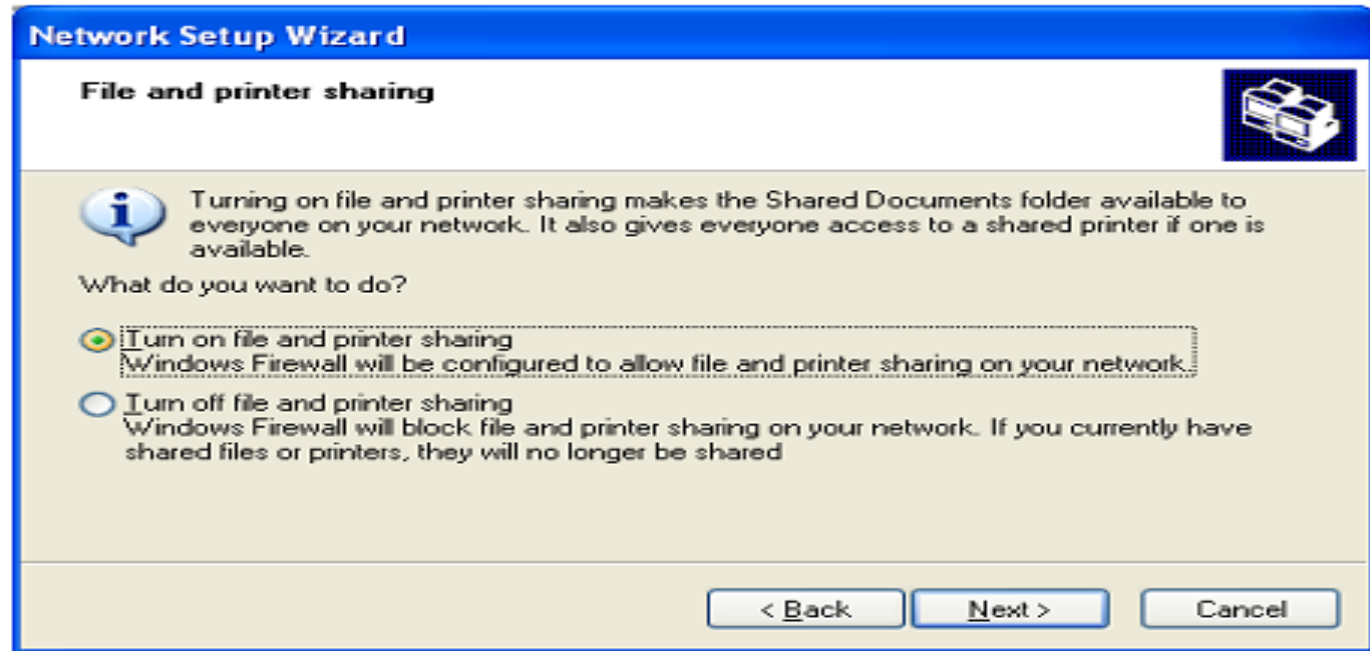 Network Setup Wizard
File and printer sharing
Turning on file and printer sharing makes the Shared Documents folder available to
everyone on your network. It also gives everyone access to a shared printer if one is
available.
What do you want to do?
Turn on file and printer sharing
Windows Firewall will be configured to allow file and printer sharing on your network.
Turn off file and printer sharing
Windows Firewall will block file and printer sharing on your network. If you currently have
shared files or printers, they will no longer be shared
< Back Next > Cancel